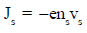 Jₛ = –enₛvₛ